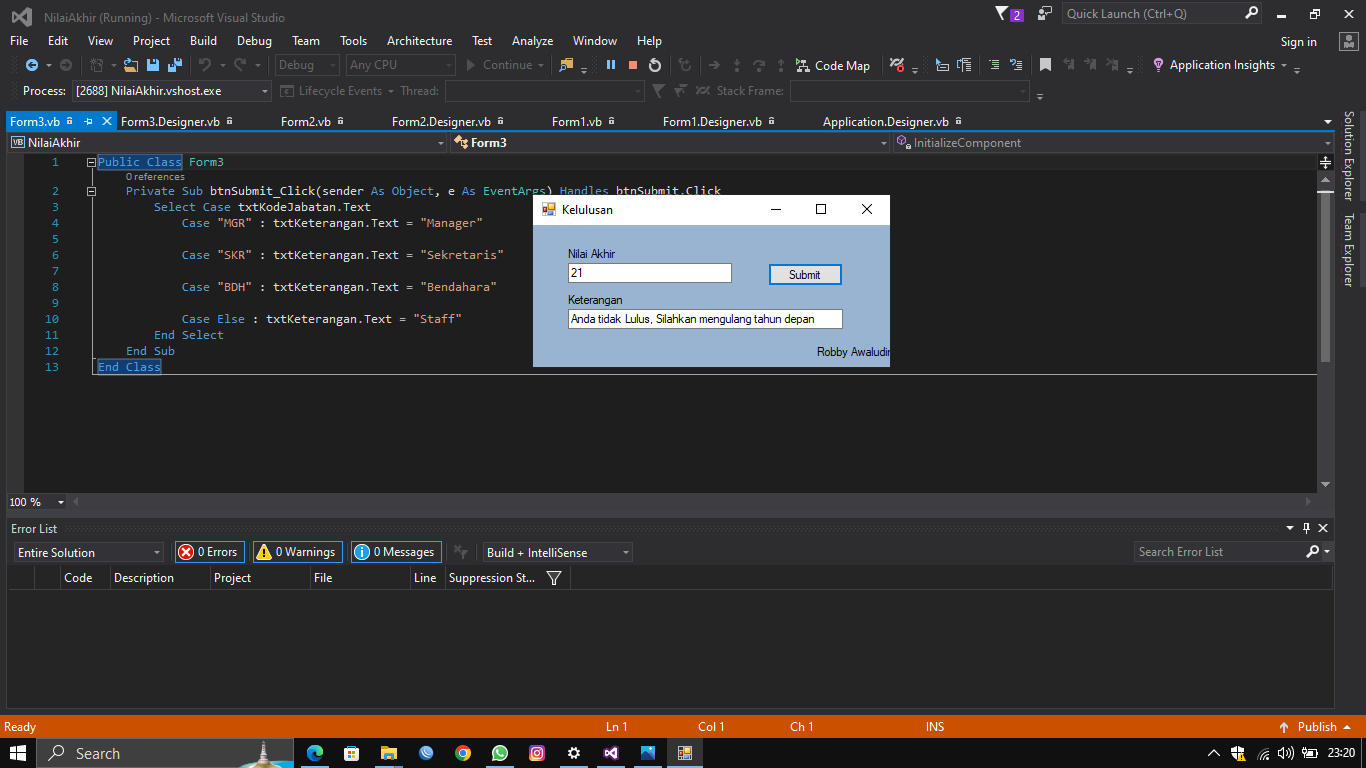 NilaiAkhir (Running) - Microsoft Visual Studio
2
Quick Launch (Ctrl+Q)
File Edit View Project Build Debug Team Tools Architecture Test Analyze Window Help
Sign in
Debug Any CPU Continue Code Map Application Insights
Process: [2688] NilaiAkhir.vshost.exe Lifecycle Events Thread: Stack Frame:
Form3.vb Form3.Designer.vb Form2.vb Form2.Designer.vb Form1.vb Form1.Designer.vb Application.Designer.vb
VB NilaiAkhir Form3 InitializeComponent
1 Public Class Form3
0 references
2 Private Sub btnSubmit_Click(sender As Object, e As EventArgs) Handles btnSubmit.Click
3 Select Case txtKodeJabatan.Text
4 Case "MGR" : txtKeterangan.Text = "Manager"
5
6 Case "SKR" : txtKeterangan.Text = "Sekretaris"
7
8 Case "BDH" : txtKeterangan.Text = "Bendahara"
9
10 Case Else : txtKeterangan.Text = "Staff"
11 End Select
12 End Sub
13 End Class
Kelulusan
Nilai Akhir
21
Submit
Keterangan
Anda tidak Lulus, Silahkan mengulang tahun depan
Robby Awaludin
Solution Explorer
Team Explorer
100 %
Error List
Entire Solution 0 Errors 0 Warnings 0 Messages Build + IntelliSense Search Error List
Code Description Project File Line Suppression St...
Ready Ln 1 Col 1 Ch 1 INS Publish
Search
23:20